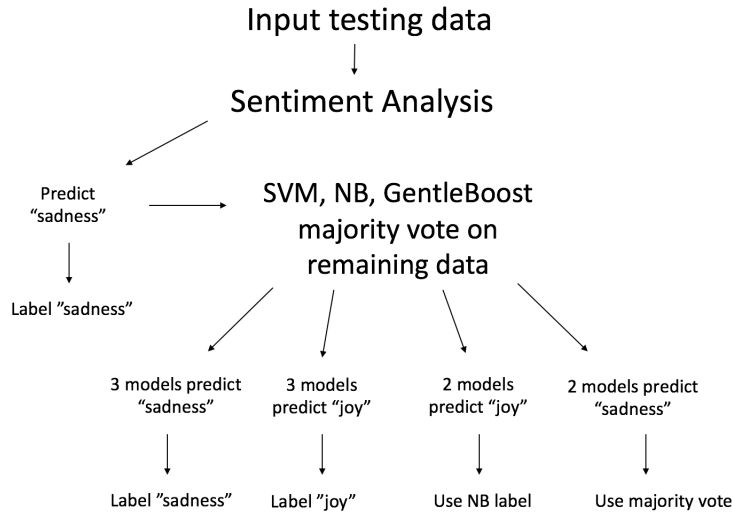 Input testing data
Sentiment Analysis
Predict
“sadness”
SVM, NB, GentleBoost
majority vote on
remaining data
Label ”sadness”
3 models predict
“sadness”
3 models
predict “joy”
2 models
predict “joy”
2 models predict
“sadness”
Label ”sadness”
Label ”joy”
Use NB label
Use majority vote